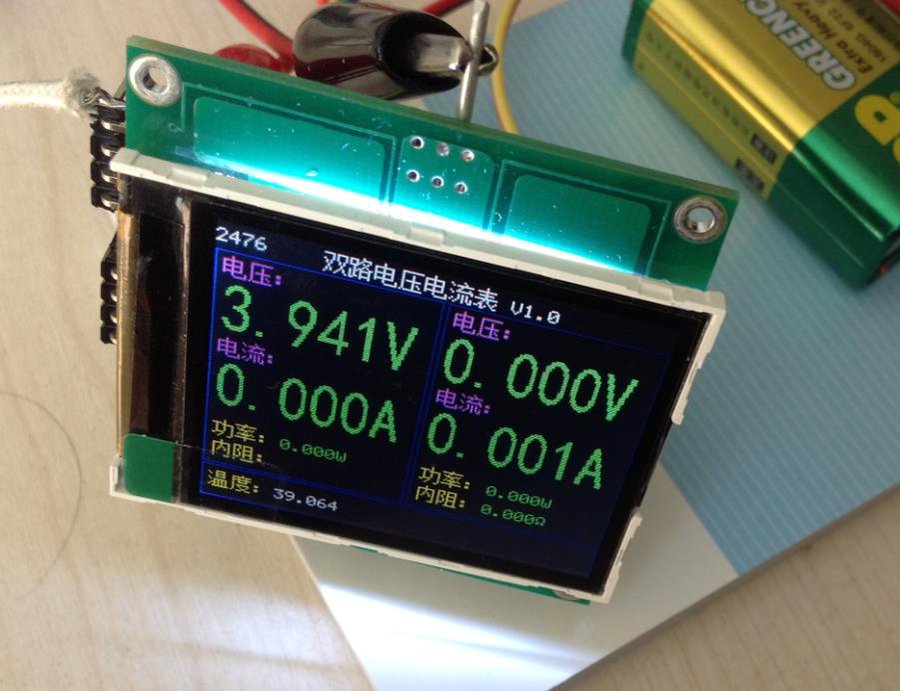 2476
双路电压电流表 V1.0
电压:
3.941V
电流:
0.000A
功率: 0.000W
内阻:
电压:
0.000V
电流:
0.001A
功率: 0.000W
内阻: 0.000Ω
温度: 39.064
GREENC
Extra Heavy